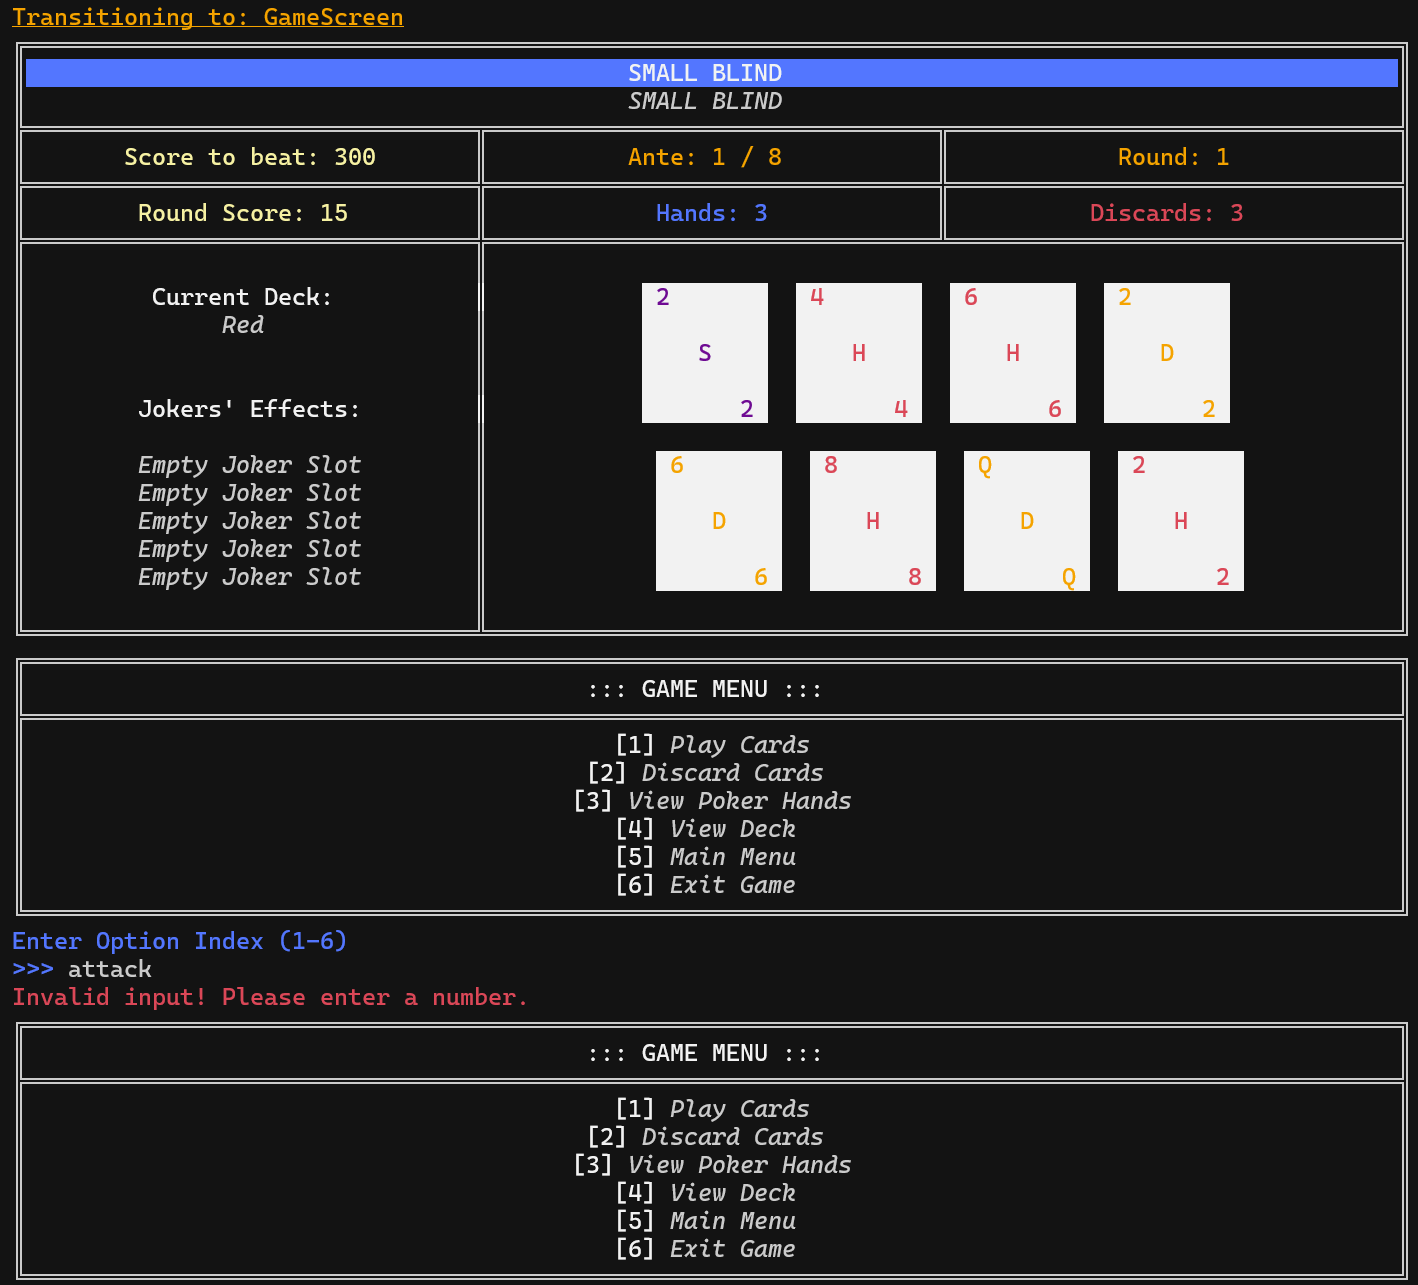 Transitioning to: GameScreen
SMALL BLIND
SMALL BLIND
Score to beat: 300 Ante: 1 / 8 Round: 1
Round Score: 15 Hands: 3 Discards: 3
Current Deck:
Red
Jokers' Effects:
Empty Joker Slot
Empty Joker Slot
Empty Joker Slot
Empty Joker Slot
Empty Joker Slot
2 4 6 2
S H H D
2 4 6 2
6 8 Q 2
D H D H
6 8 Q 2
::: GAME MENU :::
[1] Play Cards
[2] Discard Cards
[3] View Poker Hands
[4] View Deck
[5] Main Menu
[6] Exit Game
Enter Option Index (1-6)
>>> attack
Invalid input! Please enter a number.
::: GAME MENU :::
[1] Play Cards
[2] Discard Cards
[3] View Poker Hands
[4] View Deck
[5] Main Menu
[6] Exit Game